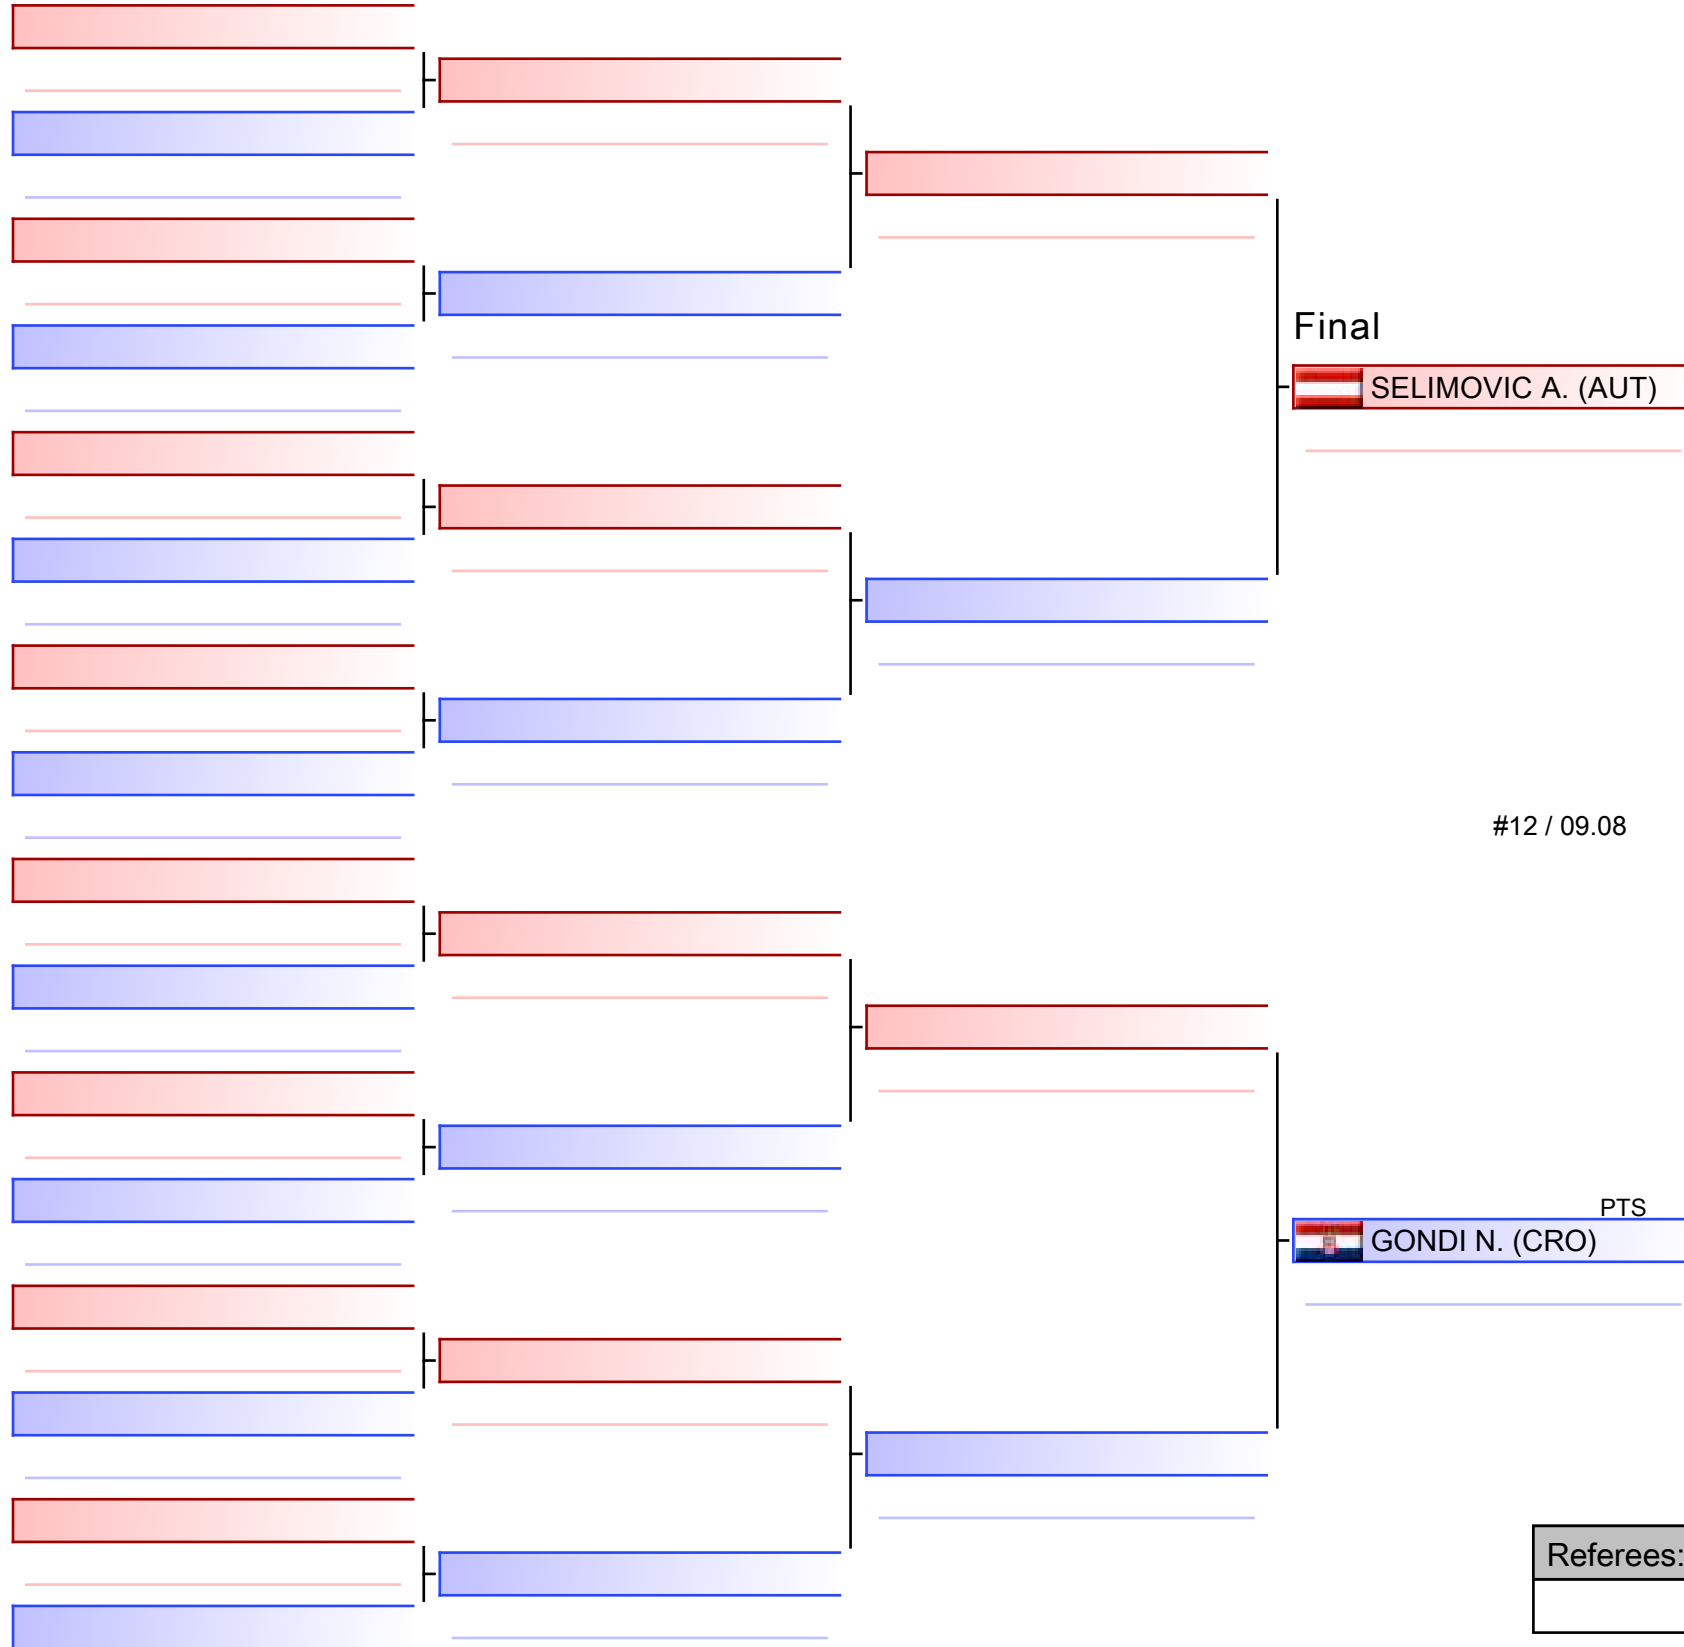 Final
SELIMOVIC A. (AUT)
#12 / 09.08
PTS
GONDI N. (CRO)
Referees: